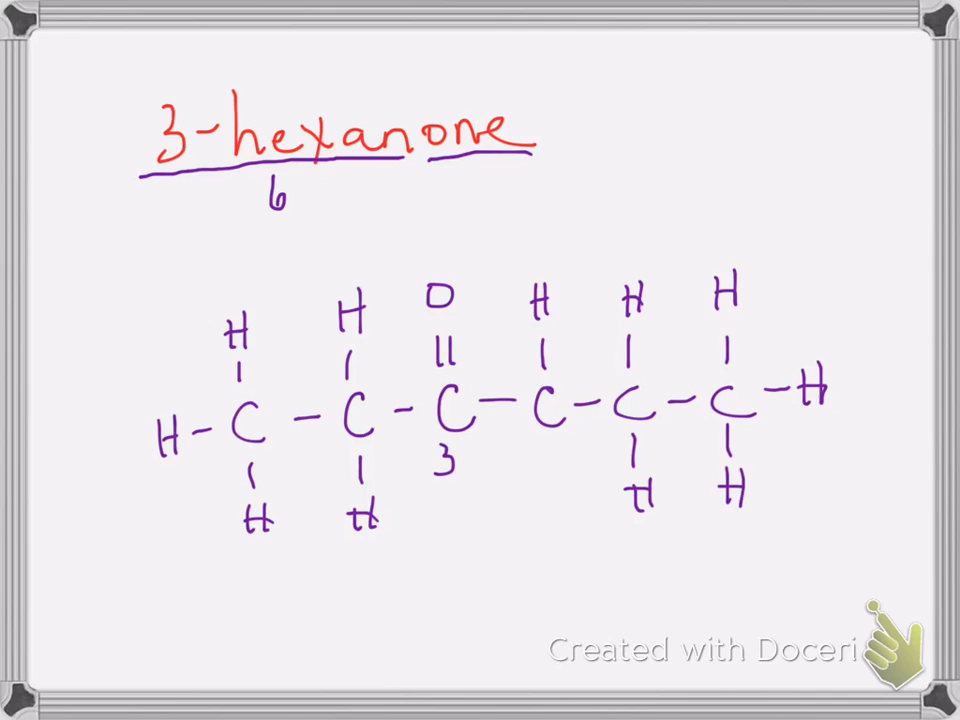 3-hexanone
6
H H O H H H
| | || | | |
H - C - C - C - C - C - C - H
| | 3 | |
H H H H
Created with Doceri